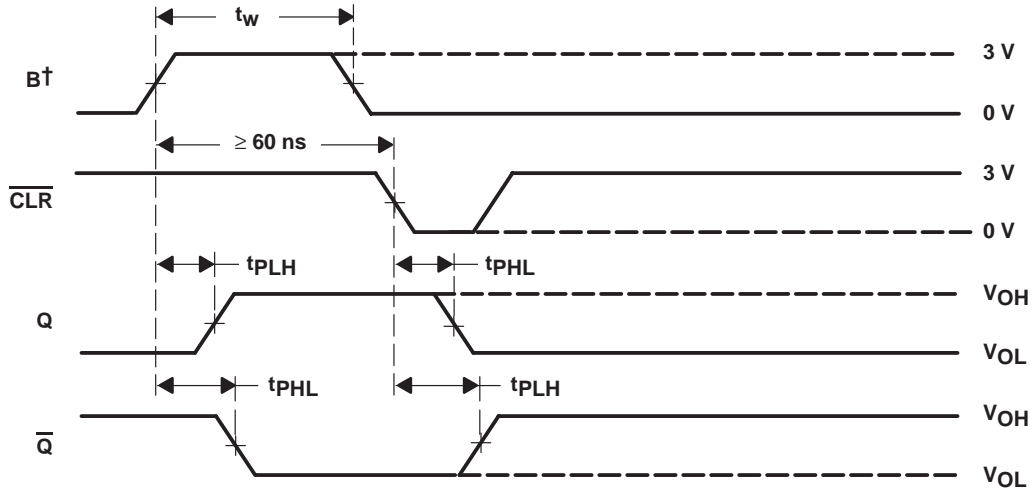 tw
B†
3 V
0 V
≥ 60 ns
CLR
3 V
0 V
tPLH
tPHL
Q
VOH
VOL
tPHL
tPLH
Q
VOH
VOL